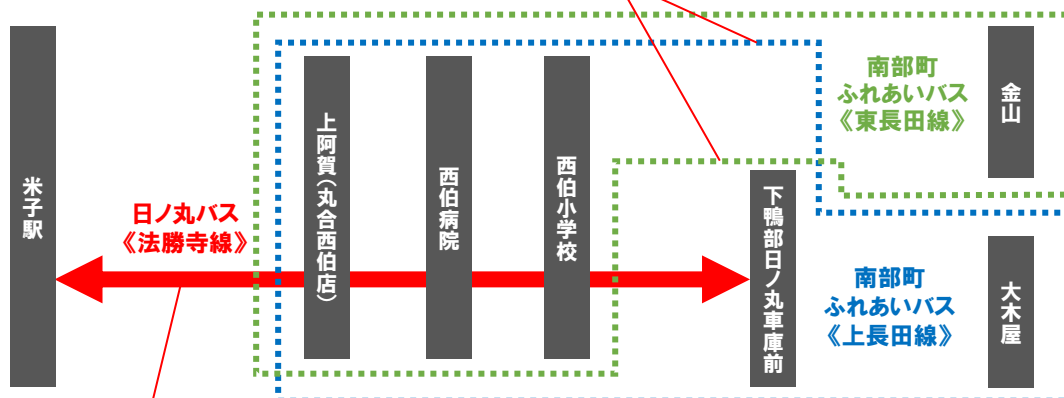 米子駅
日ノ丸バス
《法勝寺線》
上阿賀(丸合西伯店)
西伯病院
西伯小学校
下鴨部日ノ丸車庫前
南部町
ふれあいバス
《東長田線》
金山
南部町
ふれあいバス
《上長田線》
大木屋